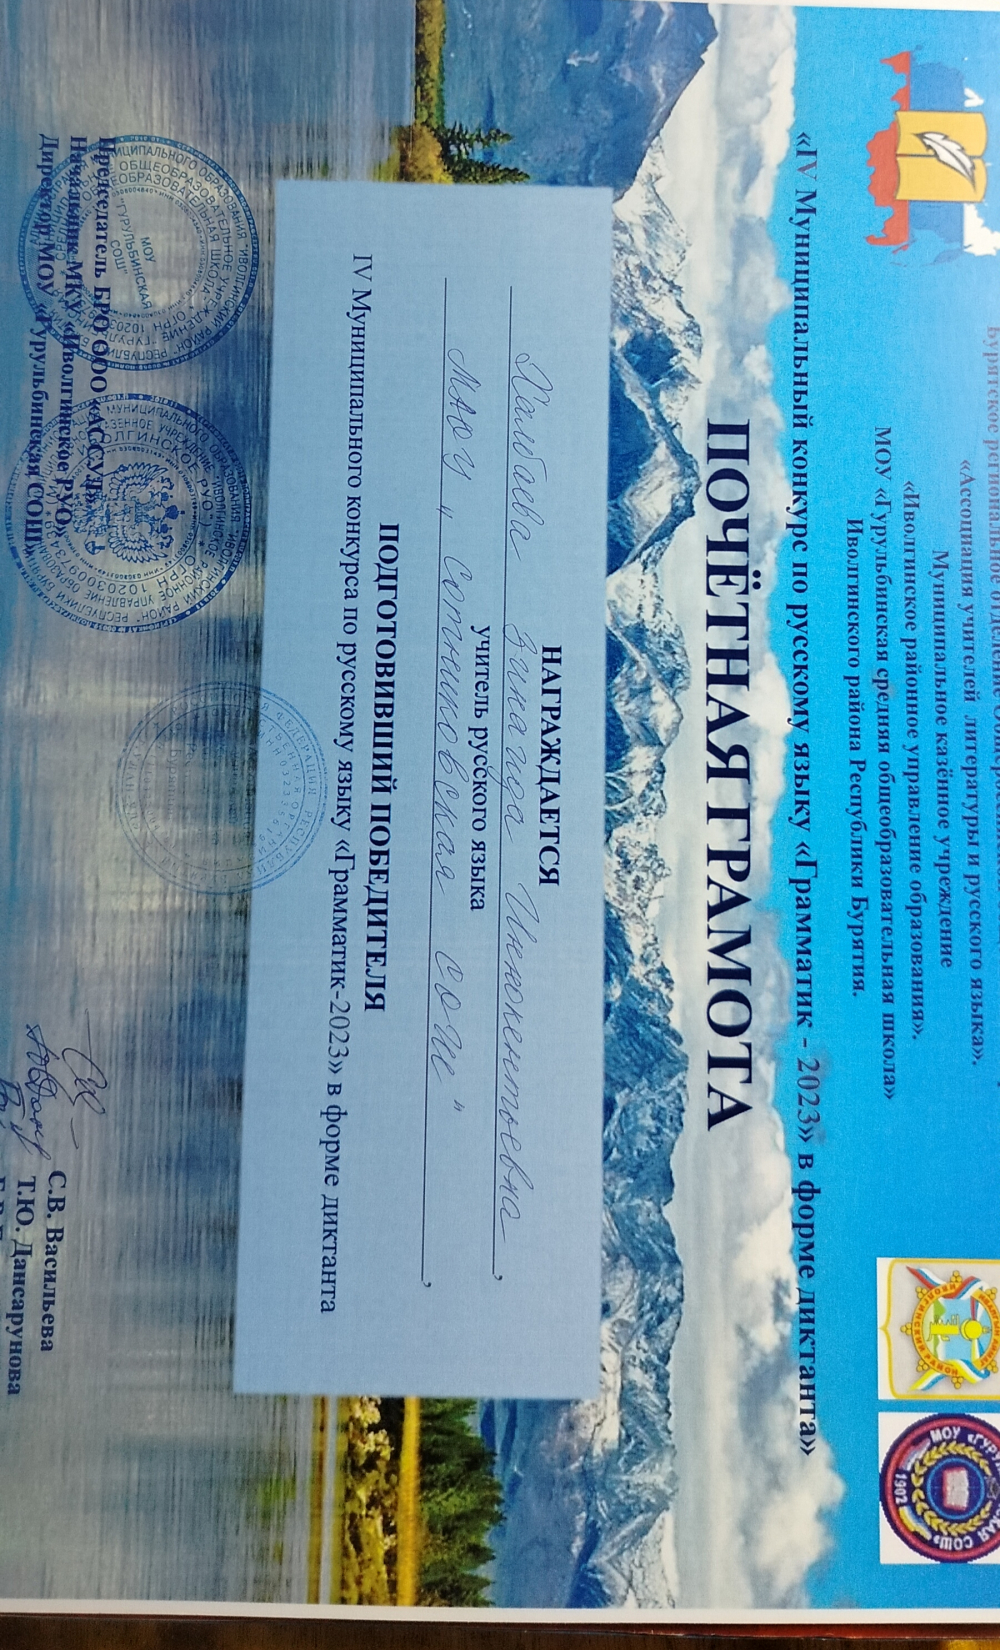 Бурятское региональное отделение
«Ассоциация учителей литературы и русского языка».
Муниципальное казённое учреждение
«Иволгинское районное управление образования».
МОУ «Гурульбинская средняя общеобразовательная школа»
Иволгинского района Республики Бурятия.
«IV Муниципальный конкурс по русскому языку «Грамматик - 2023» в форме диктанта»
ПОЧЁТНАЯ ГРАМОТА
НАГРАЖДАЕТСЯ
Халбаева Зинаида Иннокентьевна,
учитель русского языка
МАОУ "Сотниковская СОШ",
ПОДГОТОВИВШИЙ ПОБЕДИТЕЛЯ
IV Муниципального конкурса по русскому языку «Грамматик-2023» в форме диктанта
Председатель БРО ООО «АССУЛ» С.В. Васильева
Начальник МКУ «Иволгинское РУО» Т.Ю. Дансарунова
Директор МОУ «Гурульбинская СОШ»
МОУ
"ГУРУЛЬБИНСКАЯ
СОШ"
1902